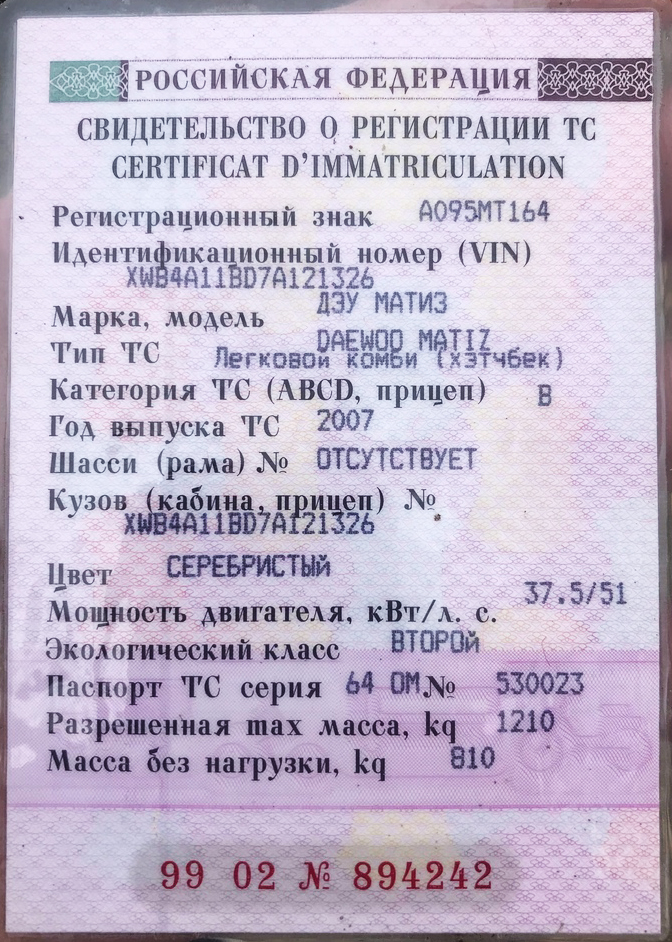 РОССИЙСКАЯ ФЕДЕРАЦИЯ
СВИДЕТЕЛЬСТВО О РЕГИСТРАЦИИ ТС
CERTIFICAT D'IMMATRICULATION
Регистрационный знак А095МТ164
Идентификационный номер (VIN)
XWB4A11BD7A121326
ДЭУ МАТИЗ
Марка, модель
DAEWOO MATIZ
Тип ТС Легковой комби (хэтчбек)
Категория ТС (ABCD, прицеп) B
Год выпуска ТС 2007
Шасси (рама) № ОТСУТСТВУЕТ
Кузов (кабина, прицеп) №
XWB4A11BD7A121326
Цвет СЕРЕБРИСТЫЙ
Мощность двигателя, кВт/л. с. 37.5/51
Экологический класс ВТОРОЙ
Паспорт ТС серия 64 ОМ № 530023
Разрешенная max масса, kq 1210
Масса без нагрузки, kq 810
99 02 № 894242